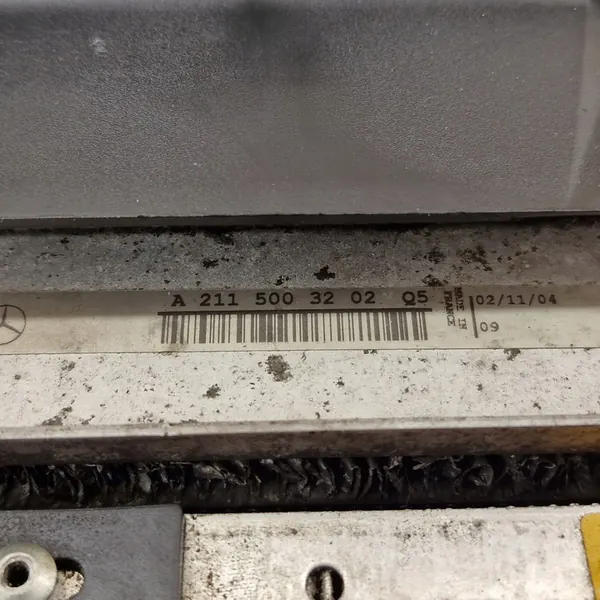 A 211 500 32 02 Q5
MADE IN
FRANCE
02/11/04
09